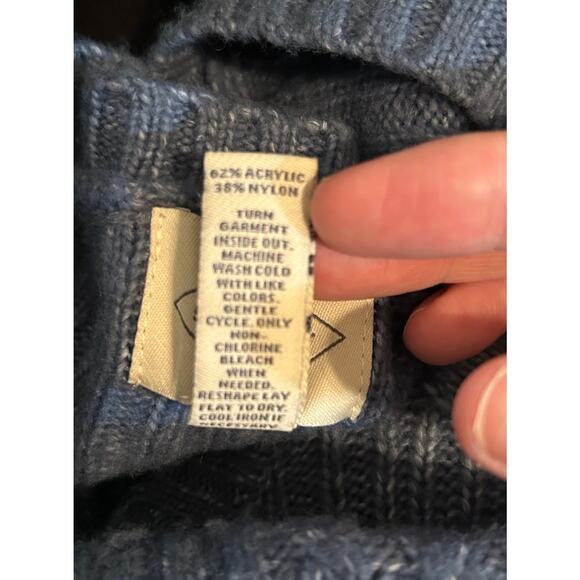 62% ACRYLIC
38% NYLON
TURN
GARMENT
INSIDE OUT.
MACHINE
WASH COLD
WITH LIKE
COLORS.
GENTLE
CYCLE. ONLY
NON-
CHLORINE
BLEACH
WHEN
NEEDED.
RESHAPE LAY
FLAT TO DRY.
COOL IRON IF
NECESSARY